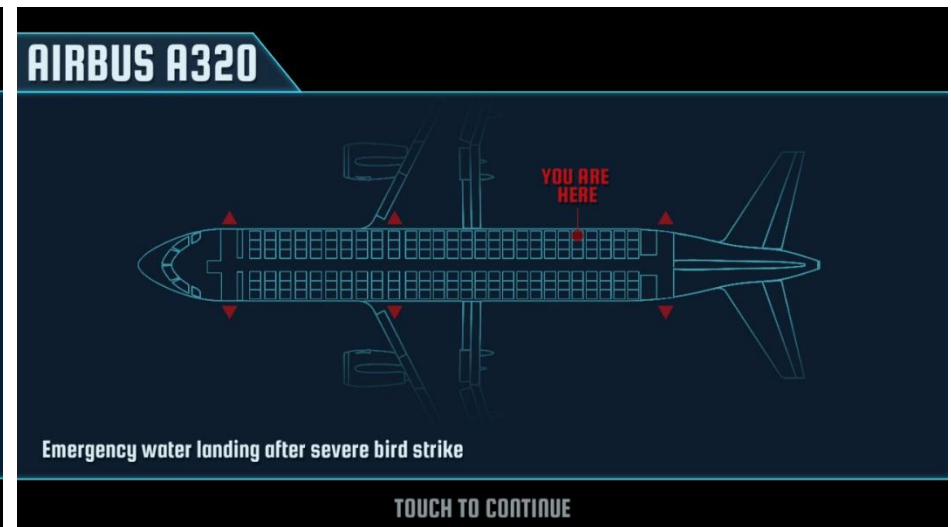 AIRBUS A320
YOU ARE
HERE
Emergency water landing after severe bird strike
TOUCH TO CONTINUE